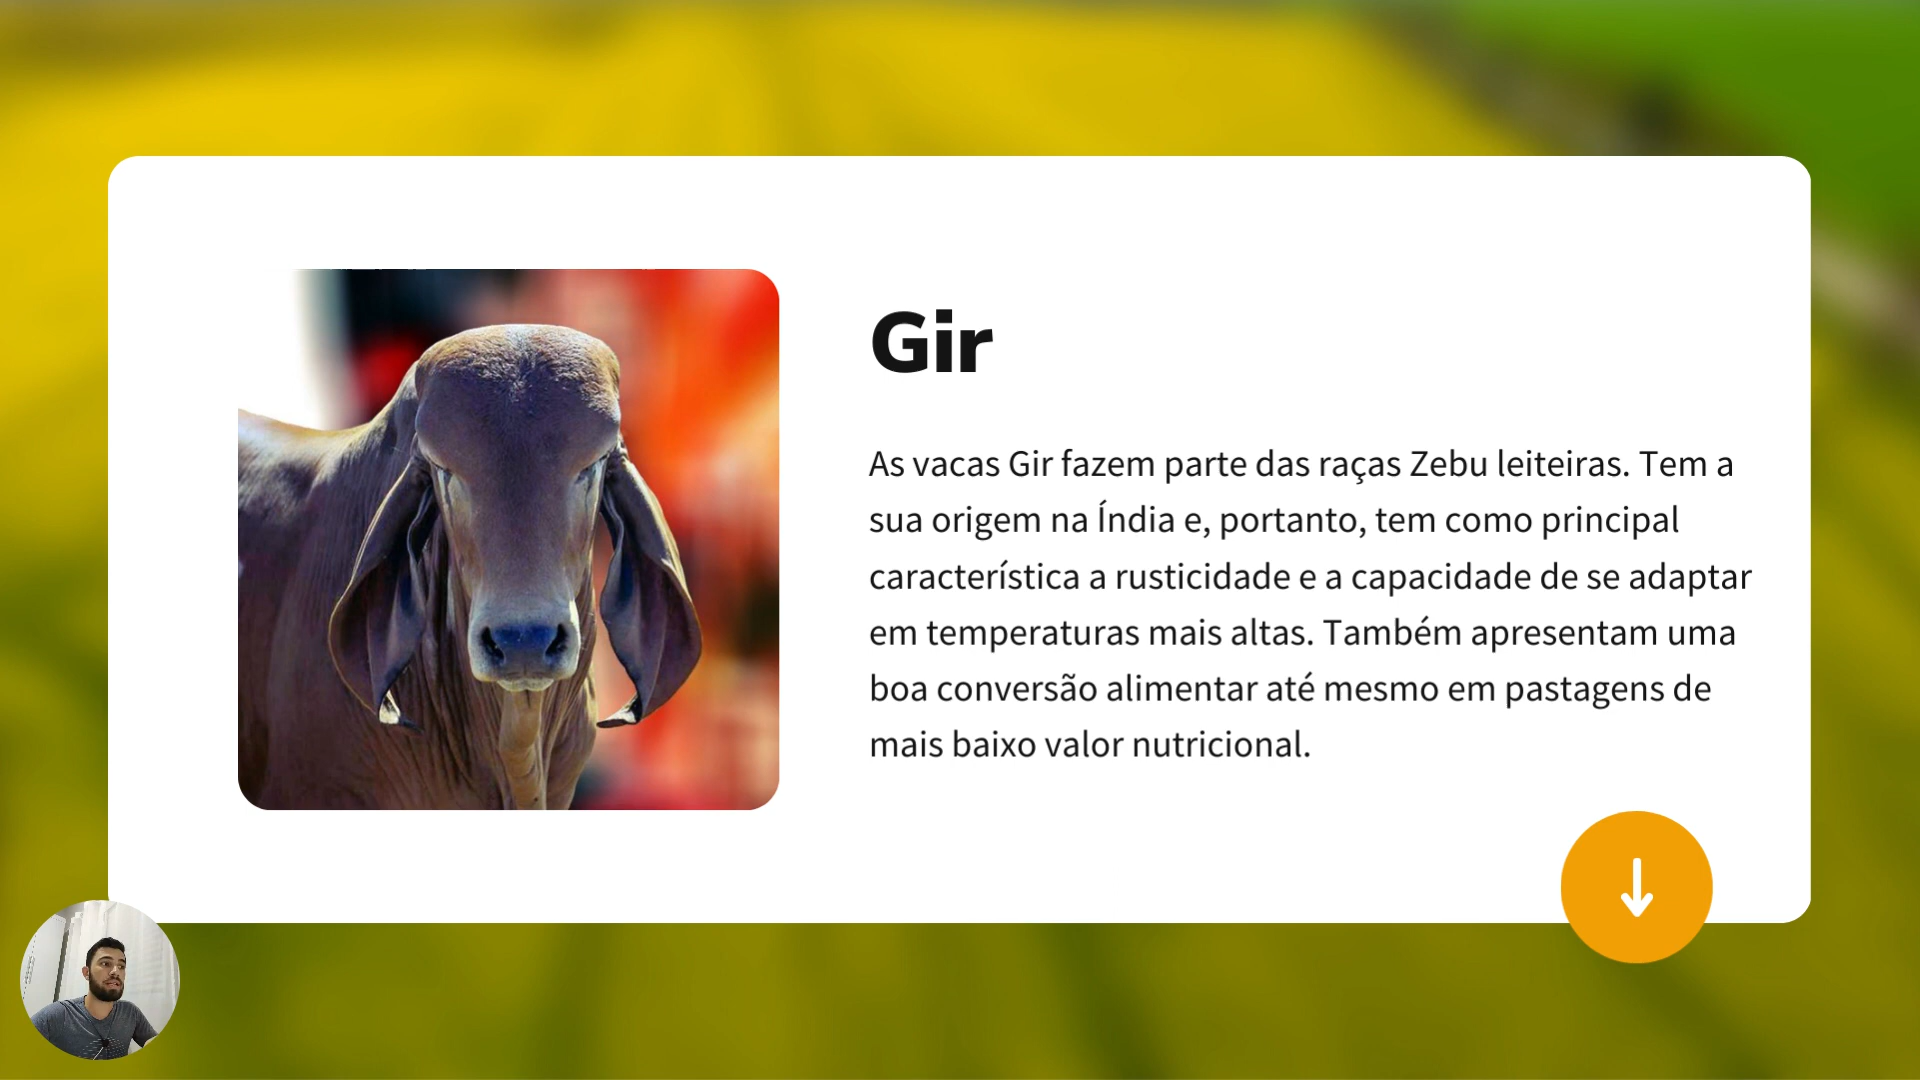 Gir
As vacas Gir fazem parte das raças Zebu leiteiras. Tem a
sua origem na Índia e, portanto, tem como principal
característica a rusticidade e a capacidade de se adaptar
em temperaturas mais altas. Também apresentam uma
boa conversão alimentar até mesmo em pastagens de
mais baixo valor nutricional.